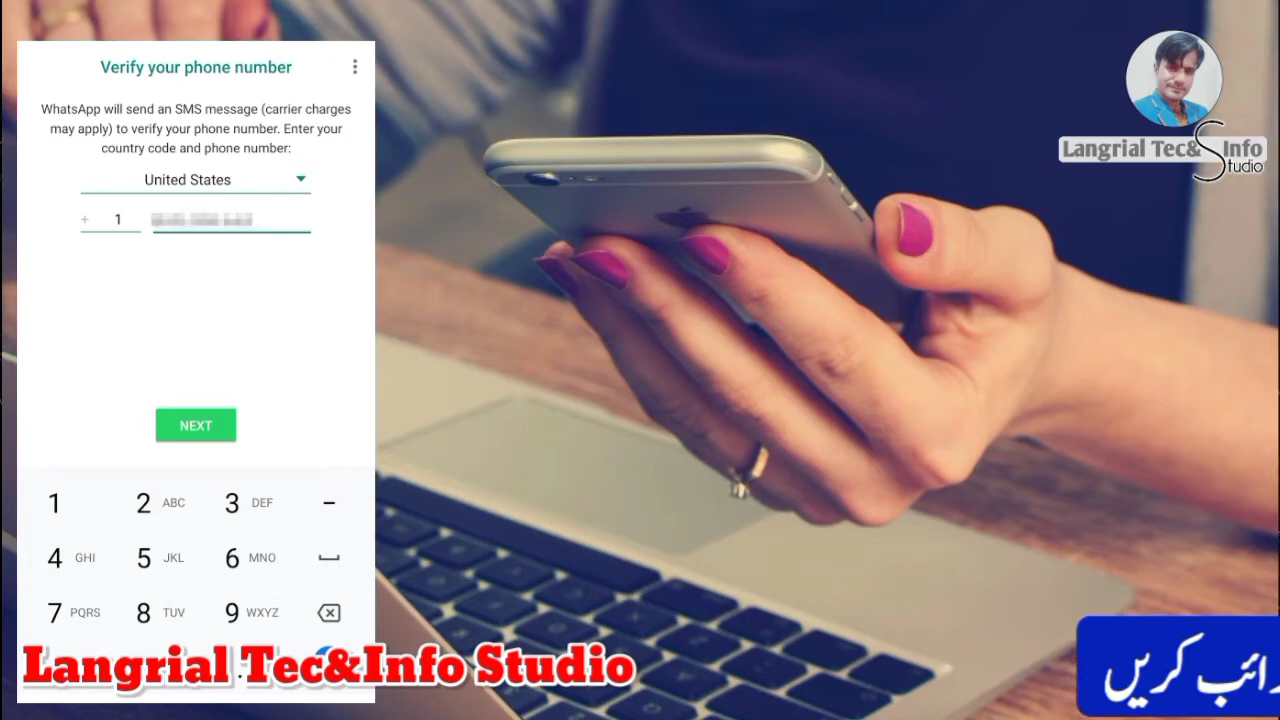 Verify your phone number
WhatsApp will send an SMS message (carrier charges
may apply) to verify your phone number. Enter your
country code and phone number:
United States
+ 1
NEXT
1 2 ABC 3 DEF –
4 GHI 5 JKL 6 MNO
7 PQRS 8 TUV 9 WXYZ
Langrial Tec&Info Studio
Langrial Tec& Info
Studio
کریں